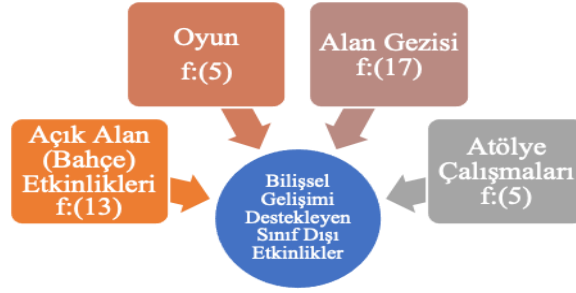 Oyun
f:(5)
Alan Gezisi
f:(17)
Açık Alan
(Bahçe)
Etkinlikleri
f:(13)
Atölye
Çalışmaları
f:(5)
Bilişsel
Gelişimi
Destekleyen
Sınıf Dışı
Etkinlikler